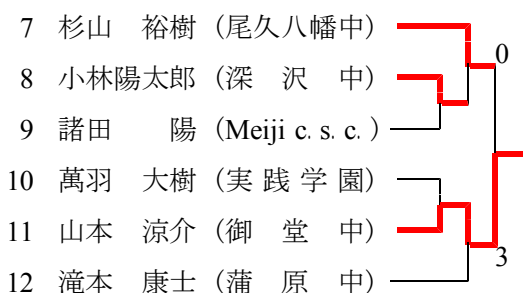 7 杉山 裕樹 (尾久八幡中) 0
8 小林陽太郎 (深 沢 中)
9 諸田 陽 (Meiji c. s. c. )
10 萬羽 大樹 (実 践 学 園)
11 山本 涼介 (御 堂 中)
12 滝本 康士 (蒲 原 中) 3